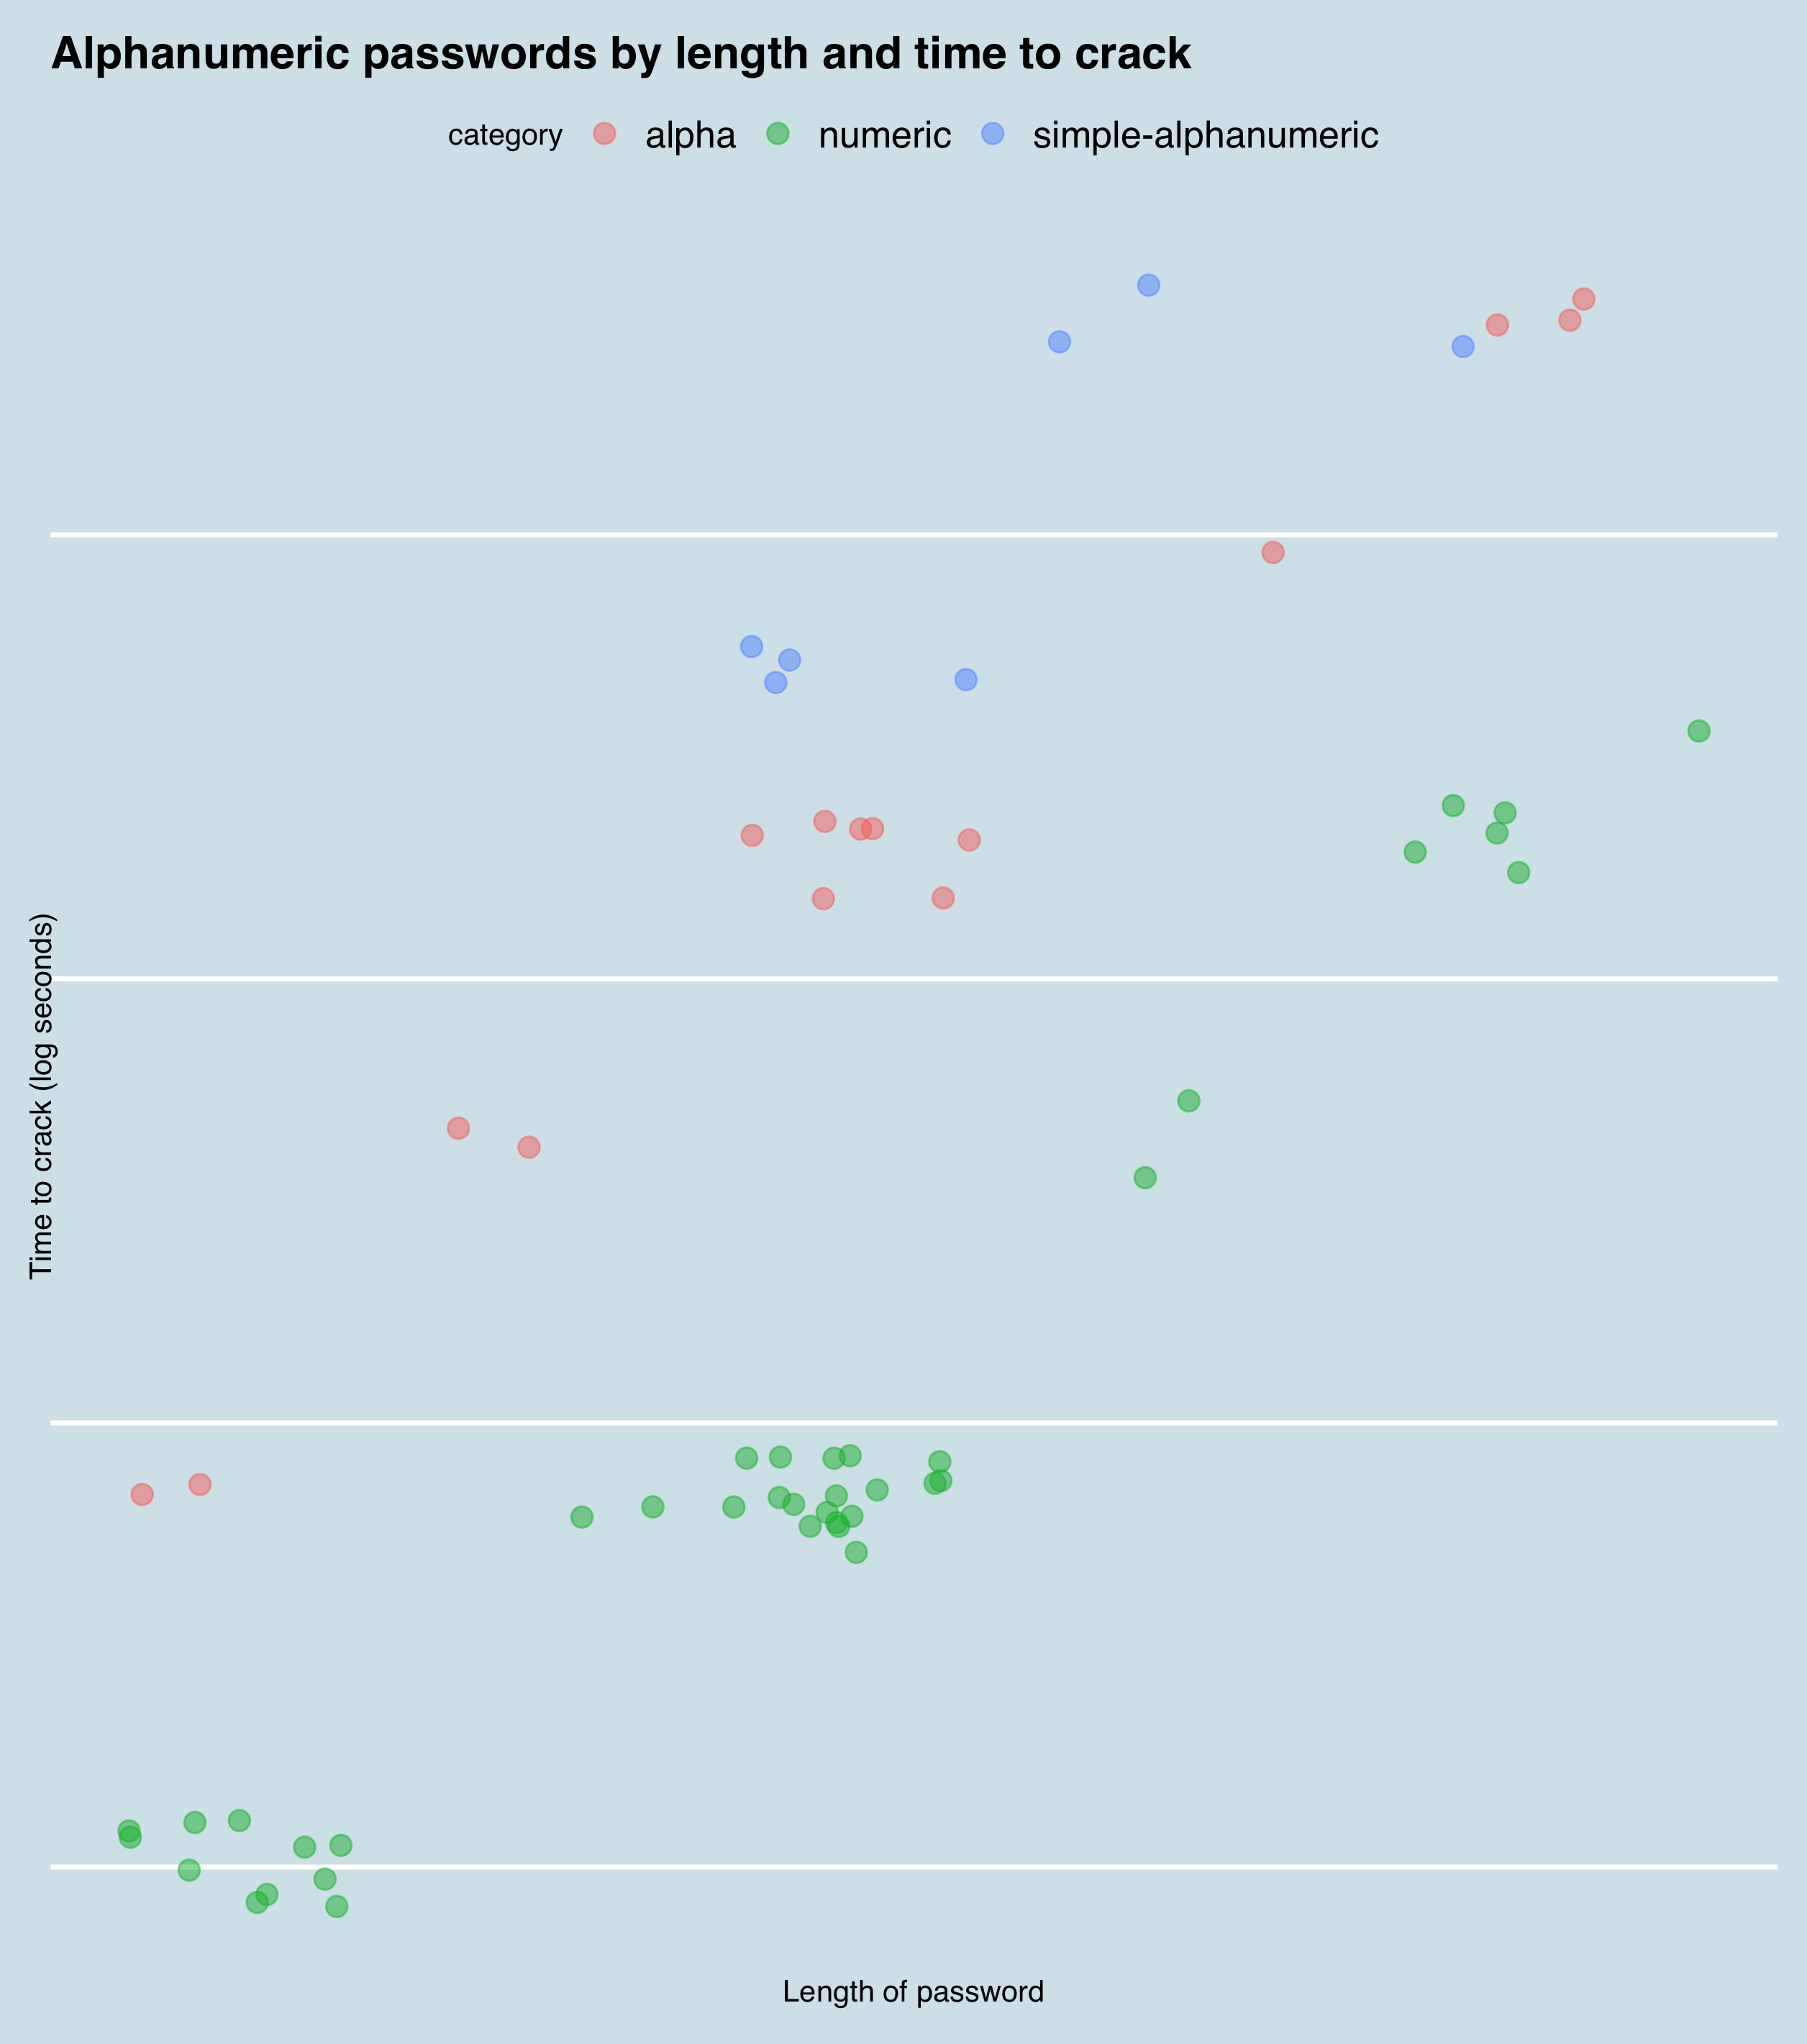 Alphanumeric passwords by length and time to crack
category alpha numeric simple-alphanumeric
Time to crack (log seconds)
Length of password